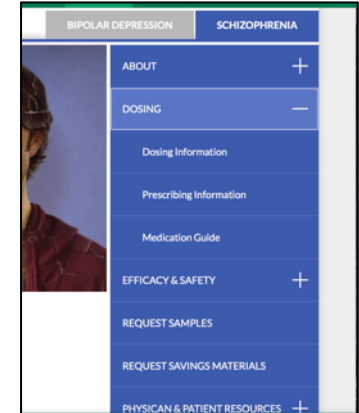 BIPOLAR DEPRESSION
SCHIZOPHRENIA
ABOUT
DOSING
Dosing Information
Prescribing Information
Medication Guide
EFFICACY & SAFETY
REQUEST SAMPLES
REQUEST SAVINGS MATERIALS
PHYSICAN & PATIENT RESOURCES